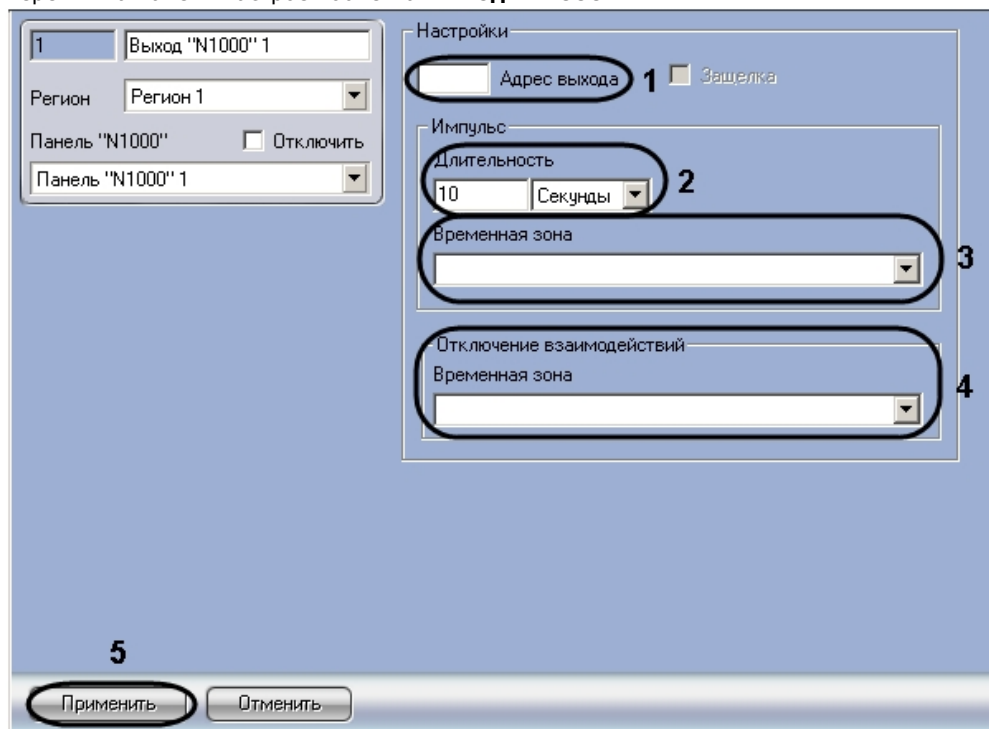 1 Выход "N1000" 1
Регион Регион 1
Панель "N1000" Отключить
Панель "N1000" 1
Настройки
Адрес выхода 1 Защелка
Импульс
Длительность
10 Секунды 2
Временная зона
3
Отключение взаимодействий
Временная зона
4
5
Применить Отменить